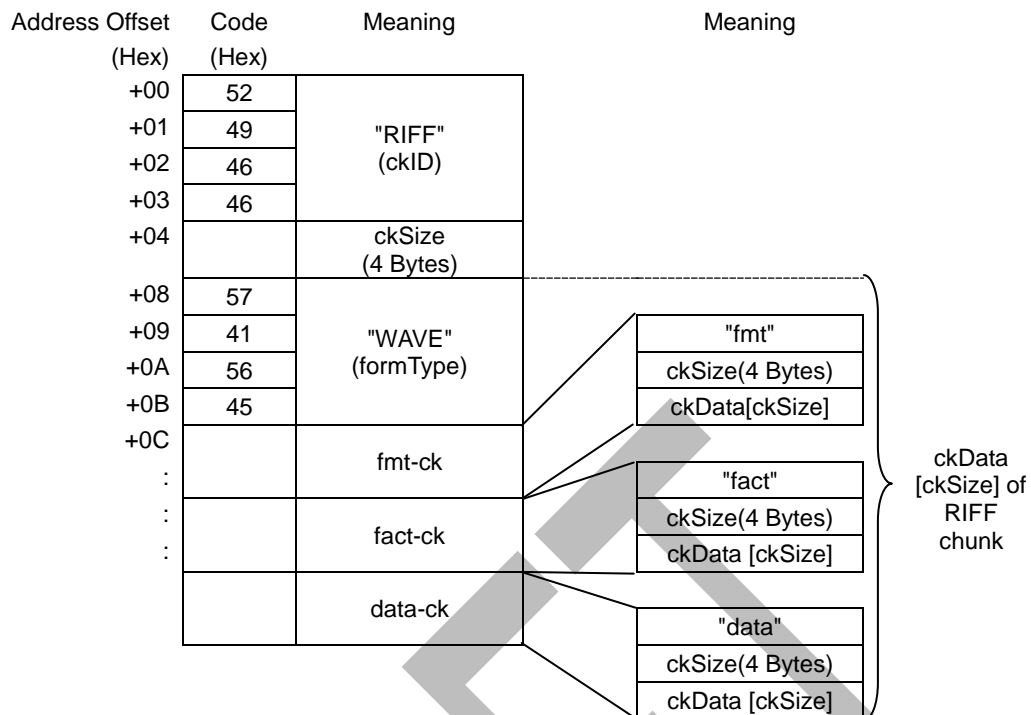 Address Offset Code Meaning Meaning
(Hex) (Hex)
+00 52
+01 49
"RIFF"
(ckID)
+02 46
+03 46
+04 ckSize
(4 Bytes)
+08 57
+09 41
"WAVE"
(formType)
+0A 56
+0B 45
+0C
:
:
:
fmt-ck
fact-ck
data-ck
"fmt"
ckSize(4 Bytes)
ckData[ckSize]
"fact"
ckSize(4 Bytes)
ckData [ckSize]
"data"
ckSize(4 Bytes)
ckData [ckSize]
ckData
[ckSize] of
RIFF
chunk